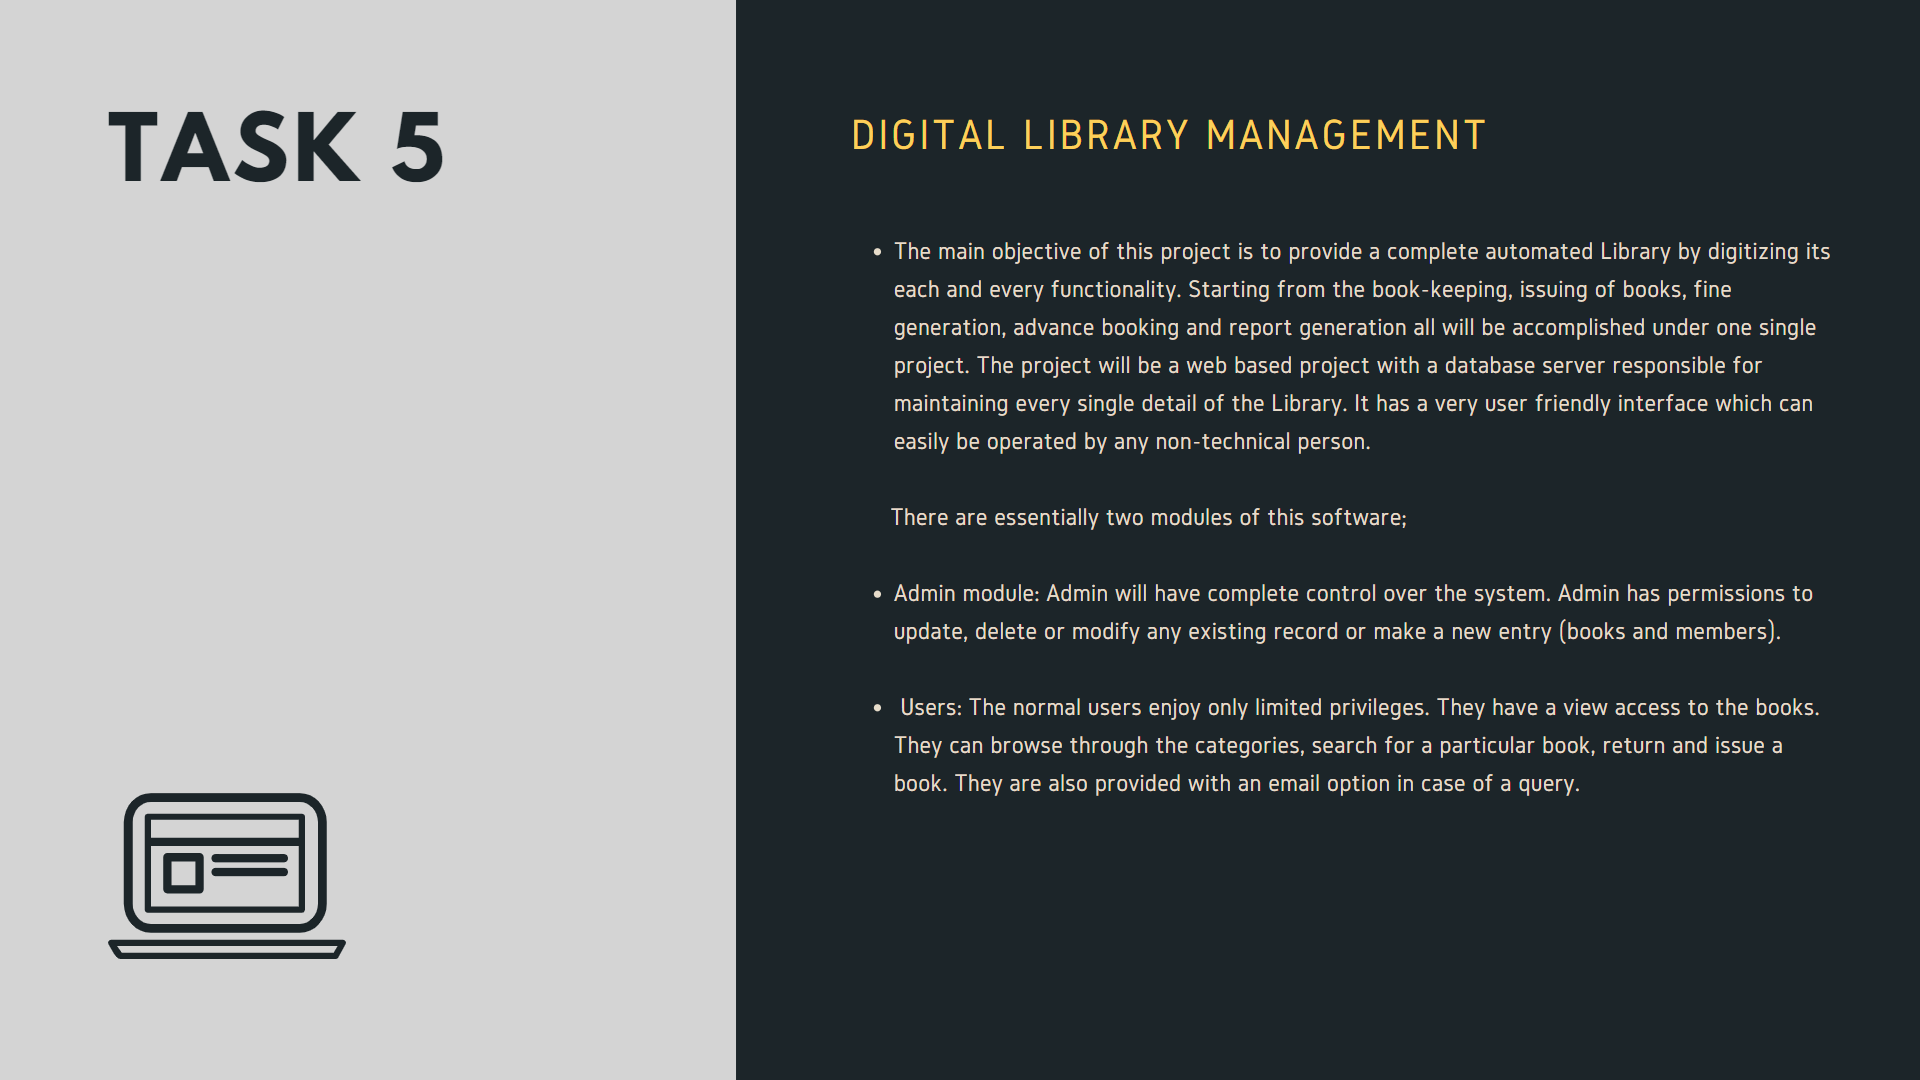 TASK 5
DIGITAL LIBRARY MANAGEMENT
• The main objective of this project is to provide a complete automated Library by digitizing its
each and every functionality. Starting from the book-keeping, issuing of books, fine
generation, advance booking and report generation all will be accomplished under one single
project. The project will be a web based project with a database server responsible for
maintaining every single detail of the Library. It has a very user friendly interface which can
easily be operated by any non-technical person.
There are essentially two modules of this software;
• Admin module: Admin will have complete control over the system. Admin has permissions to
update, delete or modify any existing record or make a new entry (books and members).
• Users: The normal users enjoy only limited privileges. They have a view access to the books.
They can browse through the categories, search for a particular book, return and issue a
book. They are also provided with an email option in case of a query.